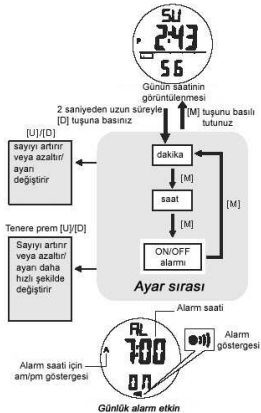 SU
P 2:43
56
Günün saatinin
görüntülenmesi
2 saniyeden uzun süreyle
[D] tuşuna basınız
[M] tuşunu basılı
tutunuz
[U]/[D]
sayıyı artırır
veya azaltır/
ayarı
değiştirir
dakika
[M]
saat
[M]
[M]
ON/OFF
alarmı
Ayar sırası
Tenere prem [U]/[D]
Sayıyı artırır
veya azaltır/
ayarı daha
hızlı şekilde
değiştirir
Alarm saati
AL
A 7:00
On
Alarm
göstergesi
Alarm saati için
am/pm göstergesi
Günlük alarm etkin